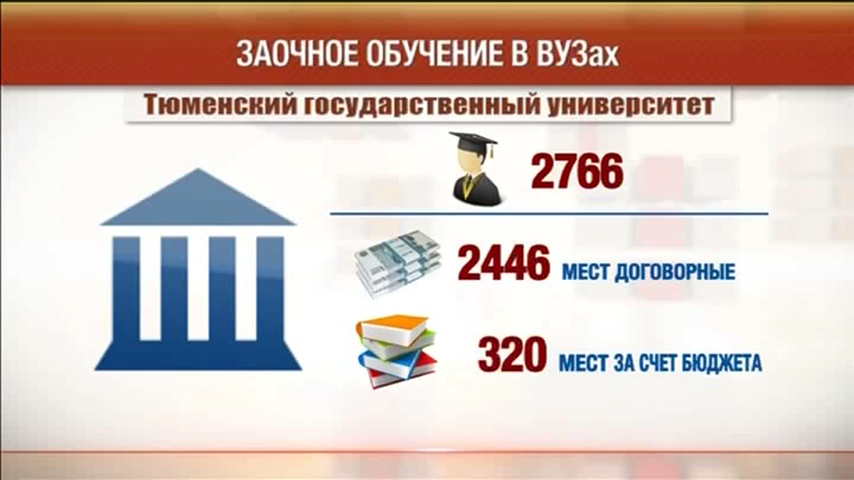 ЗАОЧНОЕ ОБУЧЕНИЕ В ВУЗах
Тюменский государственный университет
2766
2446 МЕСТ ДОГОВОРНЫЕ
320 МЕСТ ЗА СЧЕТ БЮДЖЕТА